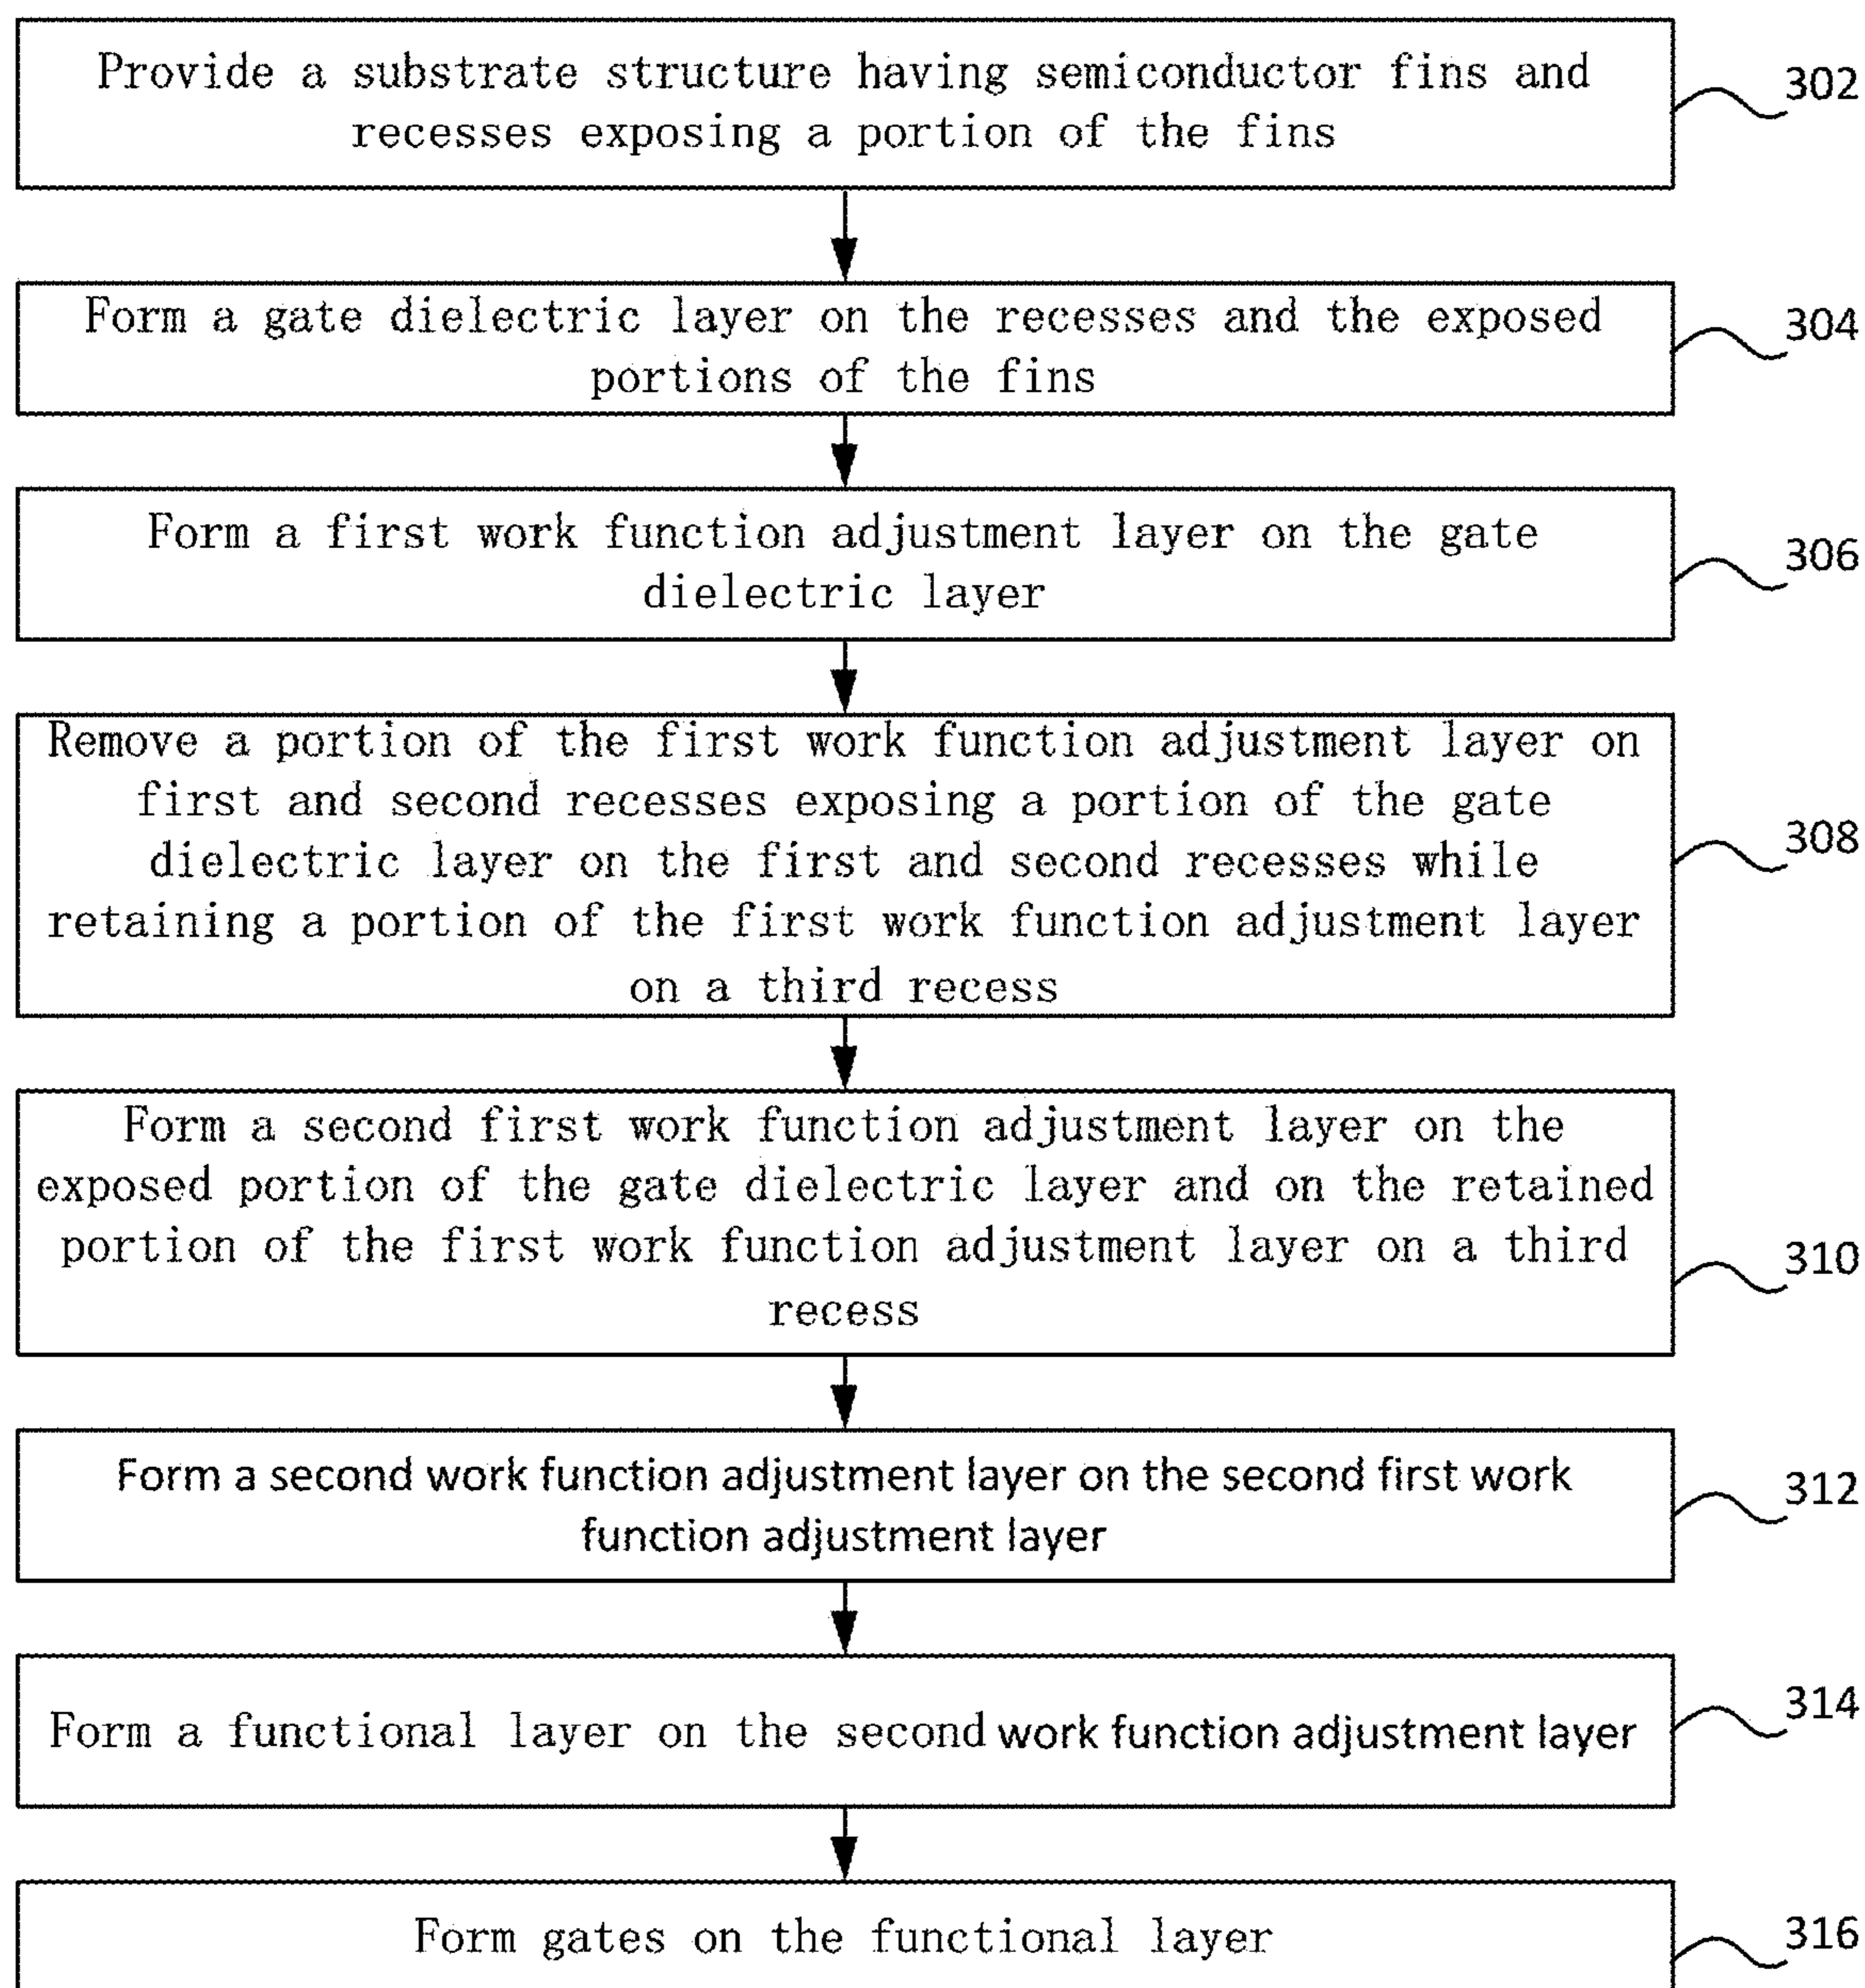 Provide a substrate structure having semiconductor fins and
recesses exposing a portion of the fins
302
Form a gate dielectric layer on the recesses and the exposed
portions of the fins
304
Form a first work function adjustment layer on the gate
dielectric layer
306
Remove a portion of the first work function adjustment layer on
first and second recesses exposing a portion of the gate
dielectric layer on the first and second recesses while
retaining a portion of the first work function adjustment layer
on a third recess
308
Form a second first work function adjustment layer on the
exposed portion of the gate dielectric layer and on the retained
portion of the first work function adjustment layer on a third
recess
310
Form a second work function adjustment layer on the second first work
function adjustment layer
312
Form a functional layer on the second work function adjustment layer
314
Form gates on the functional layer
316